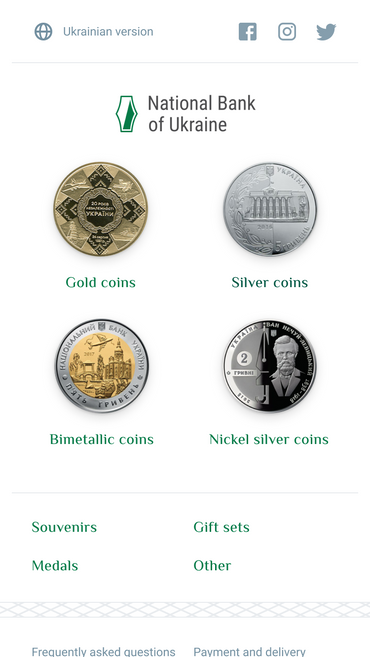 Ukrainian version
National Bank
of Ukraine
20 РОКІВ
НЕЗАЛЕЖНОСТІ
УКРАЇНИ
УКРАЇНА
Gold coins
Silver coins
НАЦІОНАЛЬНИЙ БАНК УКРАЇНИ
2017
П'ЯТЬ ГРИВЕНЬ
2
ГРИВНІ
ІВАН НЕЧУЙ-ЛЕВИЦЬКИЙ
Bimetallic coins
Nickel silver coins
Souvenirs
Gift sets
Medals
Other
Frequently asked questions
Payment and delivery